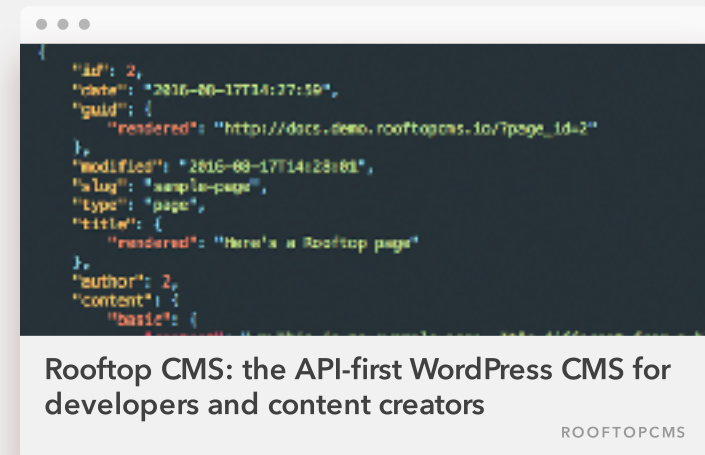 {
"id": 2,
"date": "2016-08-17T14:27:59",
"guid": {
"rendered": "http://docs.demo.rooftopcms.io/?page_id=2"
},
"modified": "2016-08-17T14:28:01",
"slug": "sample-page",
"type": "page",
"title": {
"rendered": "Here's a Rooftop page"
},
"author": 2,
"content": {
"basic": {
Rooftop CMS: the API-first WordPress CMS for
developers and content creators
ROOFTOPCMS